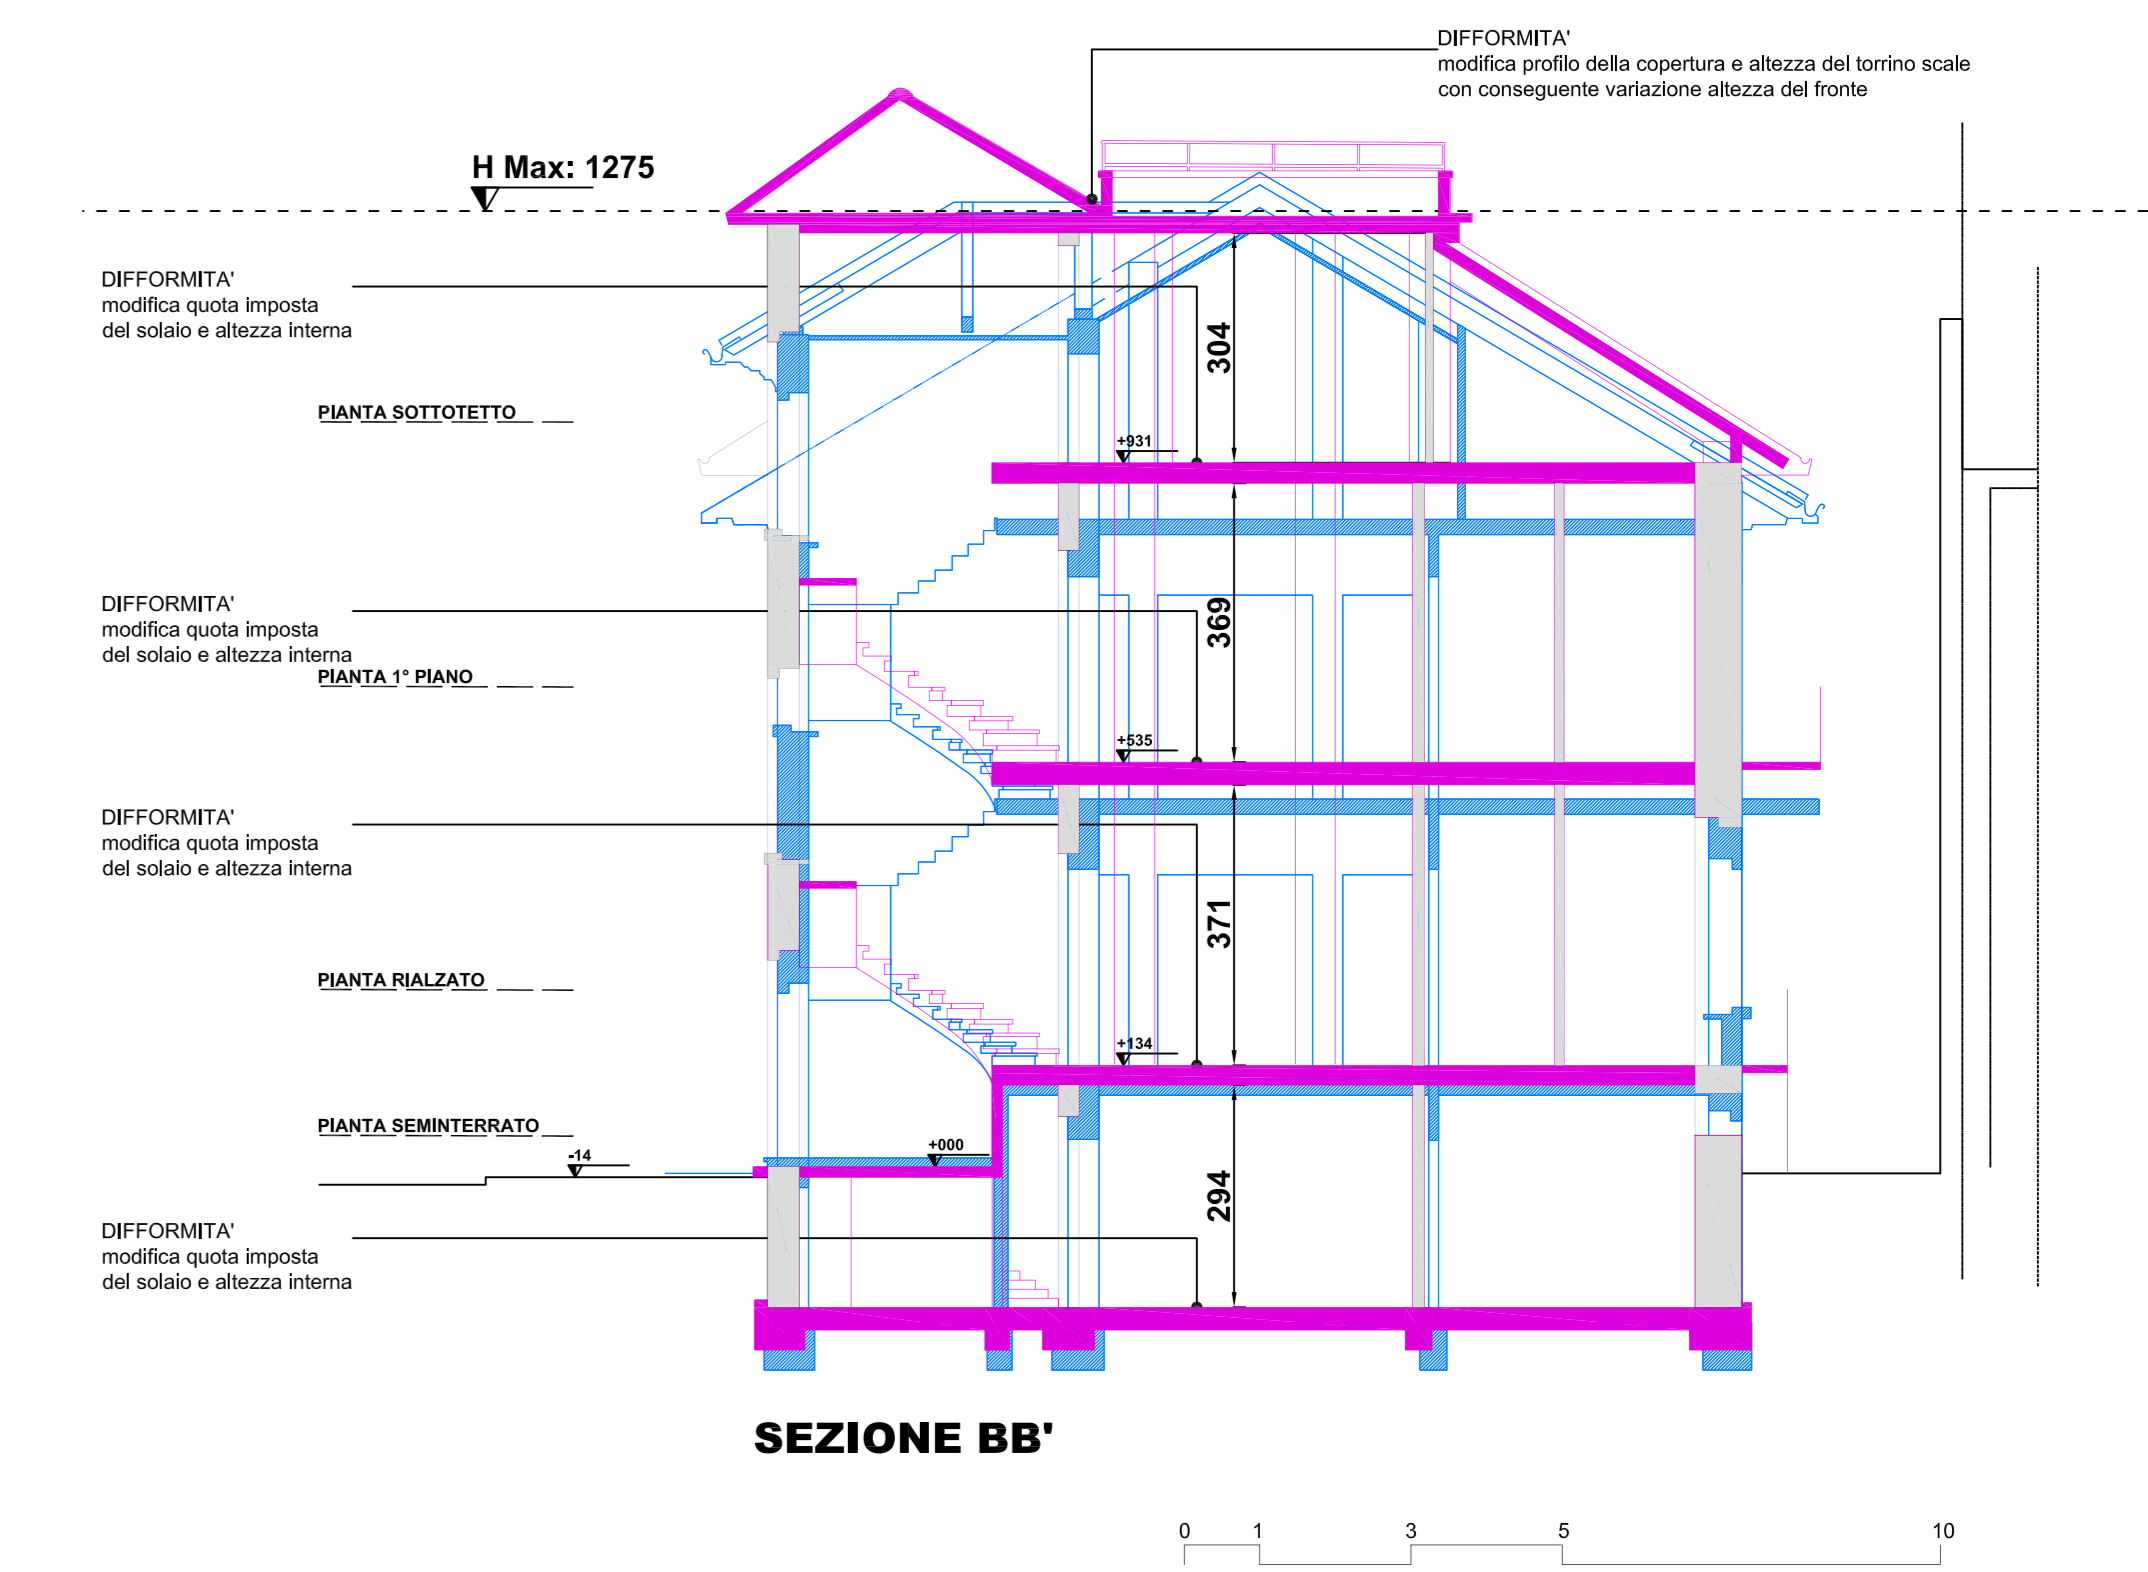 DIFFORMITA'
modifica profilo della copertura e altezza del torrino scale
con conseguente variazione altezza del fronte
H Max: 1275
DIFFORMITA'
modifica quota imposta
del solaio e altezza interna
304
PIANTA SOTTOTETTO
+931
DIFFORMITA'
modifica quota imposta
del solaio e altezza interna
369
PIANTA 1° PIANO
+535
DIFFORMITA'
modifica quota imposta
del solaio e altezza interna
371
PIANTA RIALZATO
+134
PIANTA SEMINTERRATO
-14
+000
294
DIFFORMITA'
modifica quota imposta
del solaio e altezza interna
SEZIONE BB'
0 1 3 5 10